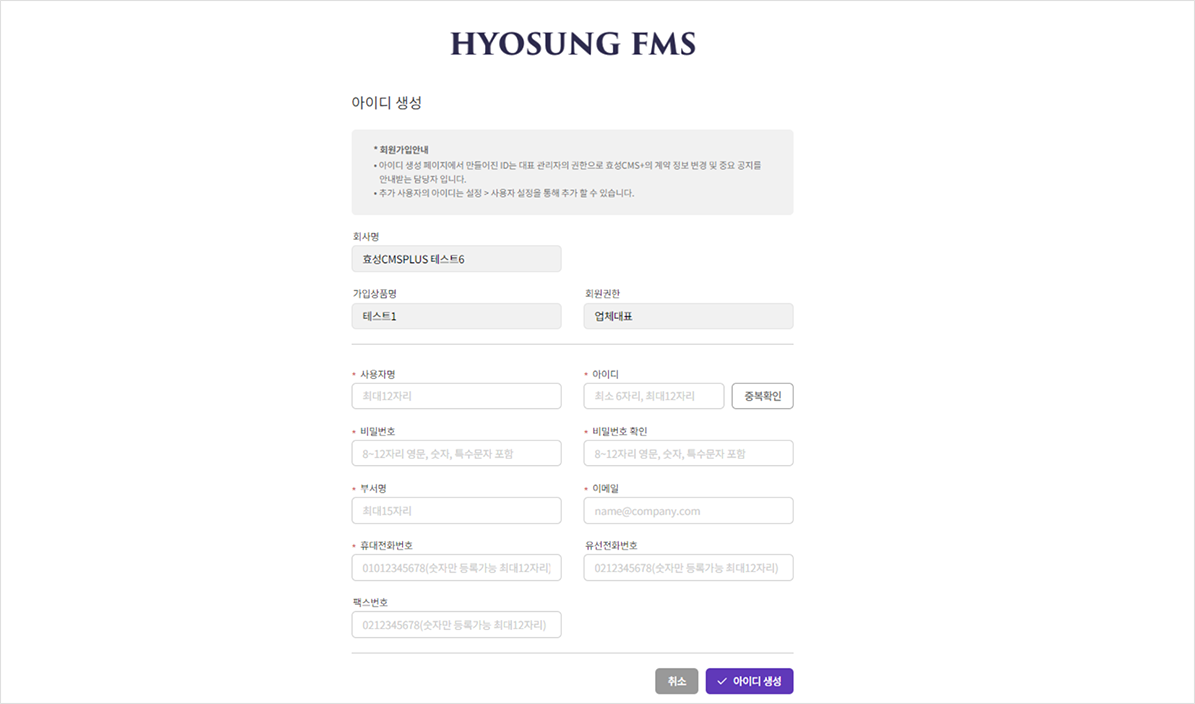 HYOSUNG FMS
아이디 생성
* 회원가입안내
• 아이디 생성 페이지에서 만들어진 ID는 대표 관리자의 권한으로 효성CMS+의 계약 정보 변경 및 중요 공지를
안내받는 담당자 입니다.
• 추가 사용자의 아이디는 설정 > 사용자 설정을 통해 추가 할 수 있습니다.
회사명
효성CMSPLUS 테스트6
가입상품명 회원권한
테스트1 업체대표
* 사용자명 * 아이디
최대12자리 최소 6자리, 최대12자리 중복확인
* 비밀번호 * 비밀번호 확인
8~12자리 영문, 숫자, 특수문자 포함 8~12자리 영문, 숫자, 특수문자 포함
* 부서명 * 이메일
최대15자리 name@company.com
* 휴대전화번호 유선전화번호
01012345678(숫자만 등록가능 최대12자리) 0212345678(숫자만 등록가능 최대12자리)
팩스번호
0212345678(숫자만 등록가능 최대12자리)
취소 아이디 생성